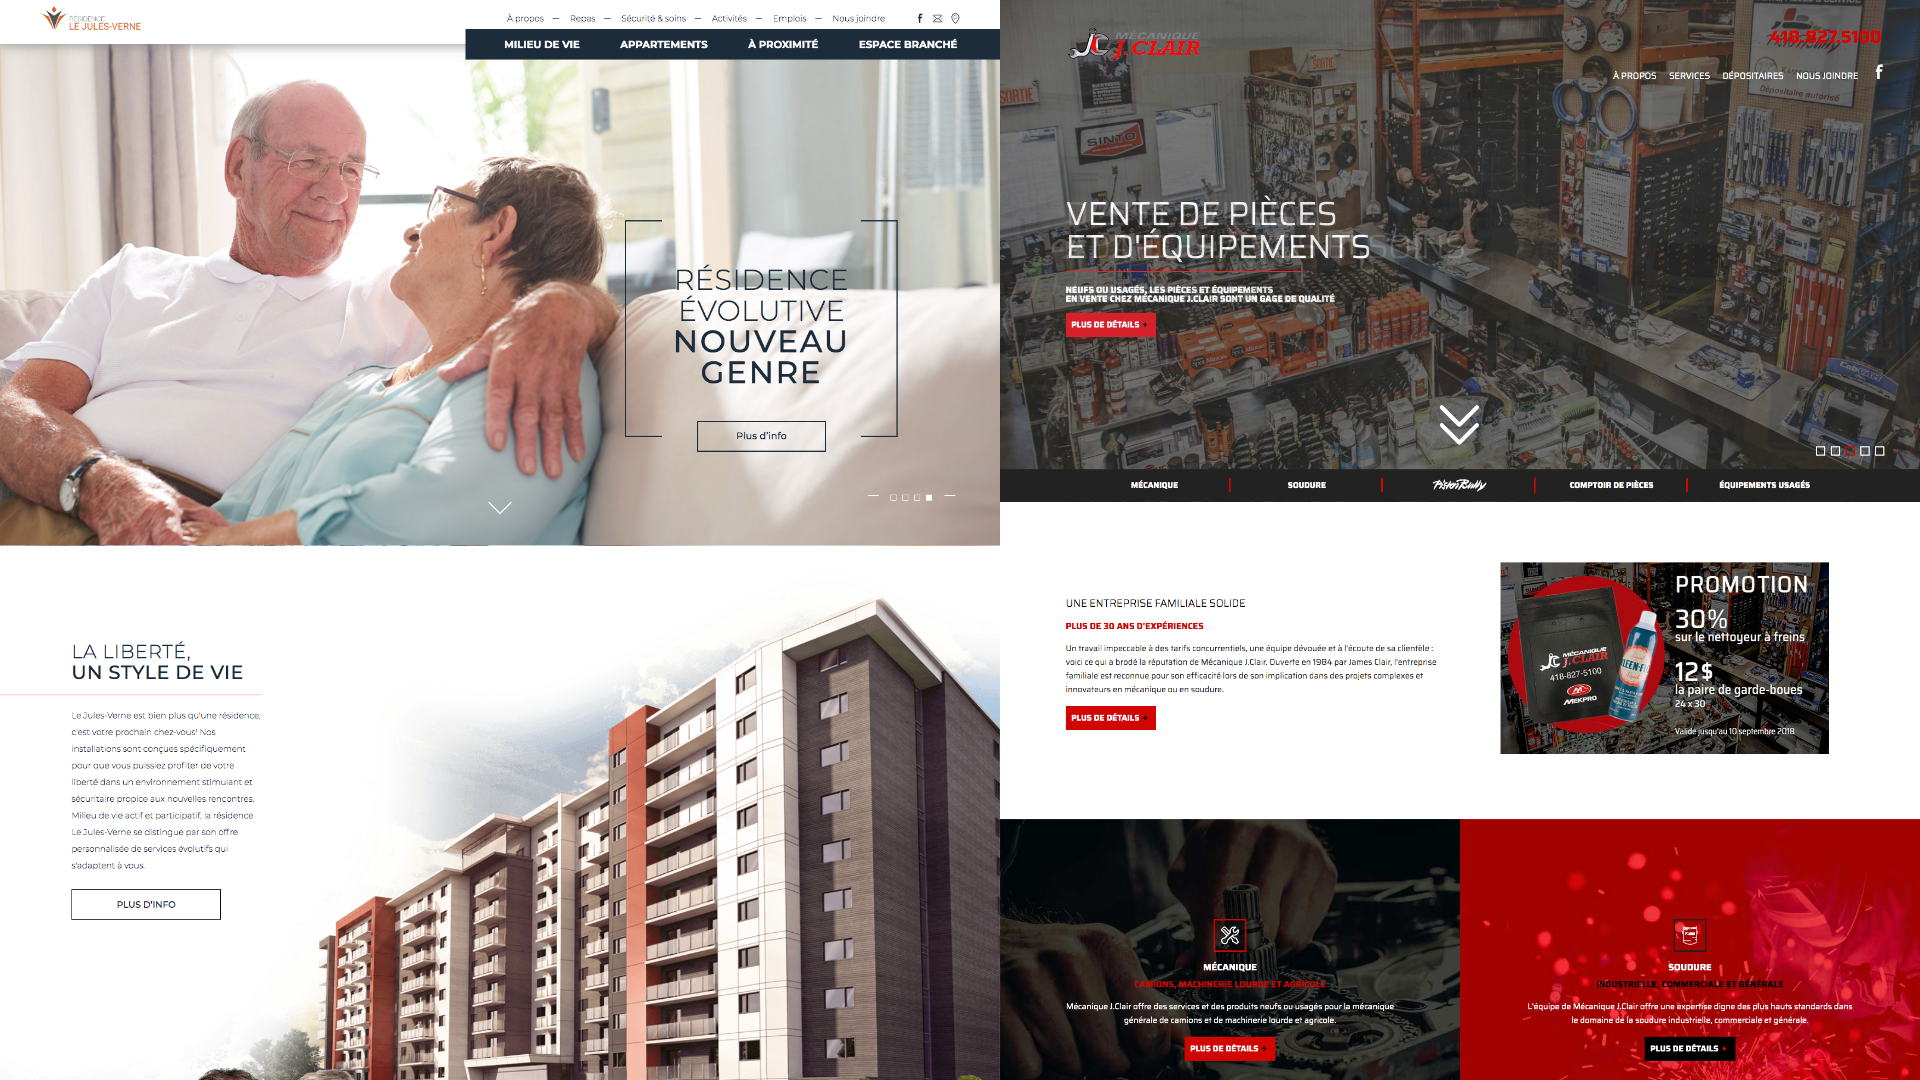 RÉSIDENCE
LE JULES-VERNE
À propos — Repas — Sécurité & soins — Activités — Emplois — Nous joindre
MILIEU DE VIE APPARTEMENTS À PROXIMITÉ ESPACE BRANCHÉ
RÉSIDENCE
ÉVOLUTIVE
NOUVEAU
GENRE
Plus d'info
LA LIBERTÉ,
UN STYLE DE VIE
Le Jules-Verne est bien plus qu'une résidence,
c'est votre prochain chez-vous! Nos
installations sont conçues spécifiquement
pour que vous puissiez profiter de votre
liberté dans un environnement stimulant et
sécuritaire propice aux nouvelles rencontres.
Milieu de vie actif et participatif, la résidence
Le Jules-Verne se distingue par son offre
personnalisée de services évolutifs qui
s'adaptent à vous.
PLUS D'INFO
MÉCANIQUE
J.CLAIR
418.827.5100
À PROPOS SERVICES DÉPOSITAIRES NOUS JOINDRE
SORTIE
SORTIE
SINTO
Dépositaire autorisé
VENTE DE PIÈCES
ET D'ÉQUIPEMENTS
NEUFS OU USAGÉS, LES PIÈCES ET ÉQUIPEMENTS
EN VENTE CHEZ MÉCANIQUE J.CLAIR SONT UN GAGE DE QUALITÉ
PLUS DE DÉTAILS +
MÉCANIQUE SOUDURE PistenBully COMPTOIR DE PIÈCES ÉQUIPEMENTS USAGÉS
UNE ENTREPRISE FAMILIALE SOLIDE
PLUS DE 30 ANS D'EXPÉRIENCES
Un travail impeccable à des tarifs concurrentiels, une équipe dévouée et à l'écoute de sa clientèle :
voici ce qui a brodé la réputation de Mécanique J.Clair. Ouverte en 1984 par James Clair, l'entreprise
familiale est reconnue pour son efficacité lors de son implication dans des projets complexes et
innovateurs en mécanique ou en soudure.
PLUS DE DÉTAILS +
PROMOTION
30%
sur le nettoyeur à freins
12$
la paire de garde-boues
24 x 30
Valide jusqu'au 10 septembre 2018
MÉCANIQUE
J.CLAIR
418-827-5100
MEKPRO
MÉCANIQUE
CAMIONS, MACHINERIE LOURDE ET AGRICOLE
Mécanique J.Clair offre des services et des produits neufs ou usagés pour la mécanique
générale de camions et de machinerie lourde et agricole.
PLUS DE DÉTAILS +
SOUDURE
INDUSTRIELLE, COMMERCIALE ET GÉNÉRALE
L'équipe de Mécanique J.Clair offre une expertise digne des plus hauts standards dans
le domaine de la soudure industrielle, commerciale et générale.
PLUS DE DÉTAILS +